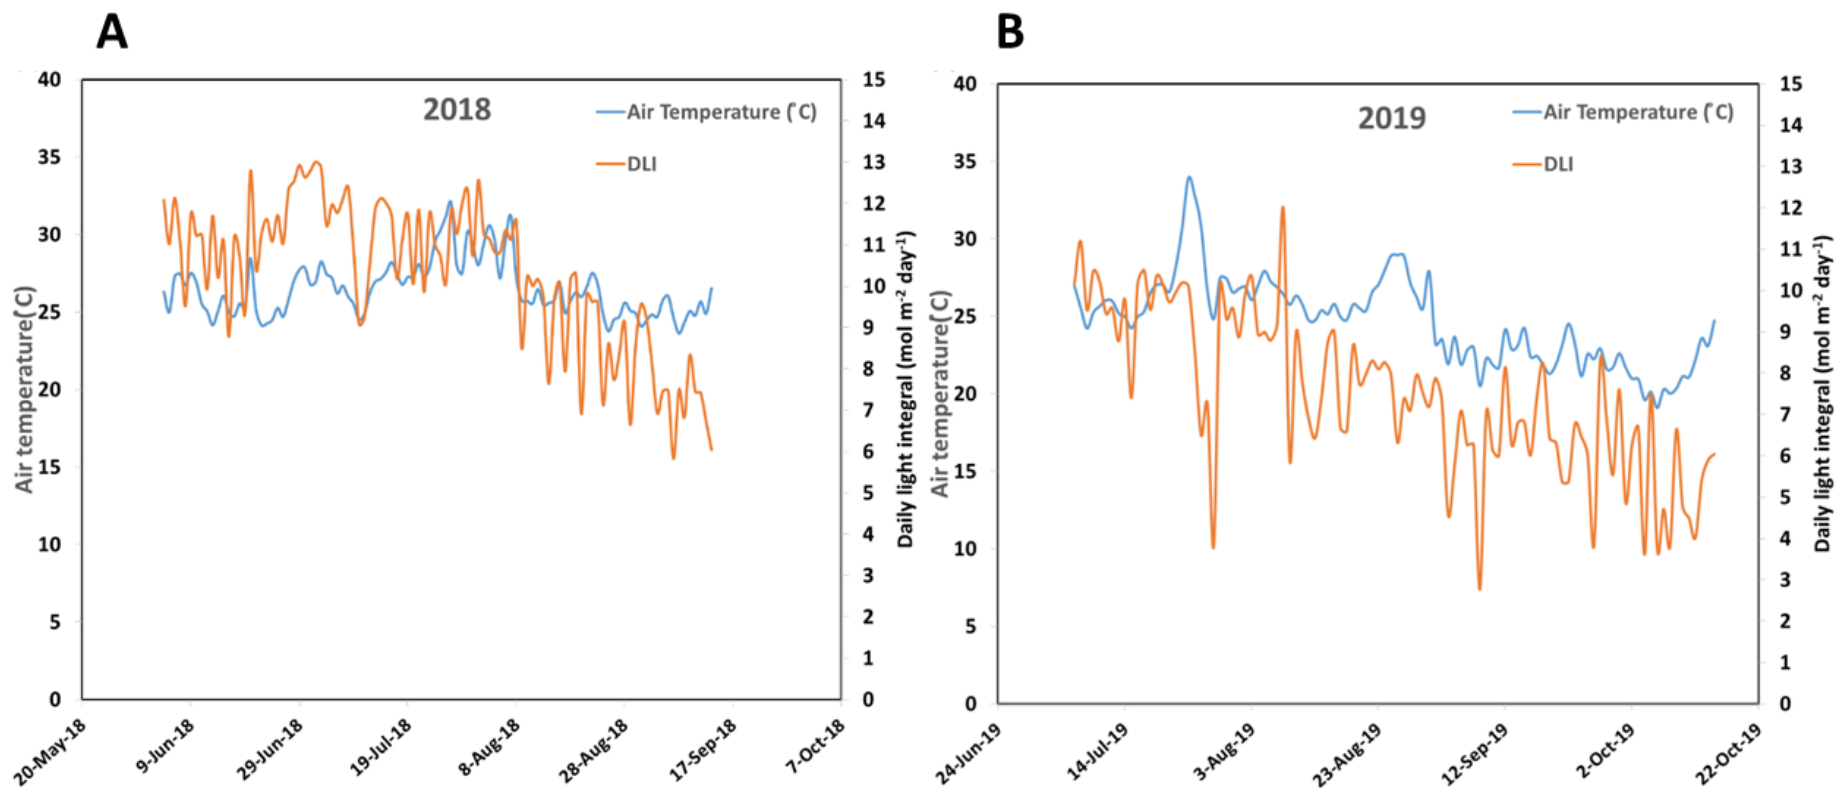 A
2018
Air Temperature (°C)
DLI
40
35
30
25
20
15
10
5
0
Air temperature(°C)
15
14
13
12
11
10
9
8
7
6
5
4
3
2
1
0
Daily light integral (mol m-2 day-1)
20-May-18
9-Jun-18
29-Jun-18
19-Jul-18
8-Aug-18
28-Aug-18
17-Sep-18
7-Oct-18
B
2019
Air Temperature (°C)
DLI
40
35
30
25
20
15
10
5
0
Air temperature(°C)
15
14
13
12
11
10
9
8
7
6
5
4
3
2
1
0
Daily light integral (mol m-2 day-1)
24-Jun-19
14-Jul-19
3-Aug-19
23-Aug-19
12-Sep-19
2-Oct-19
22-Oct-19